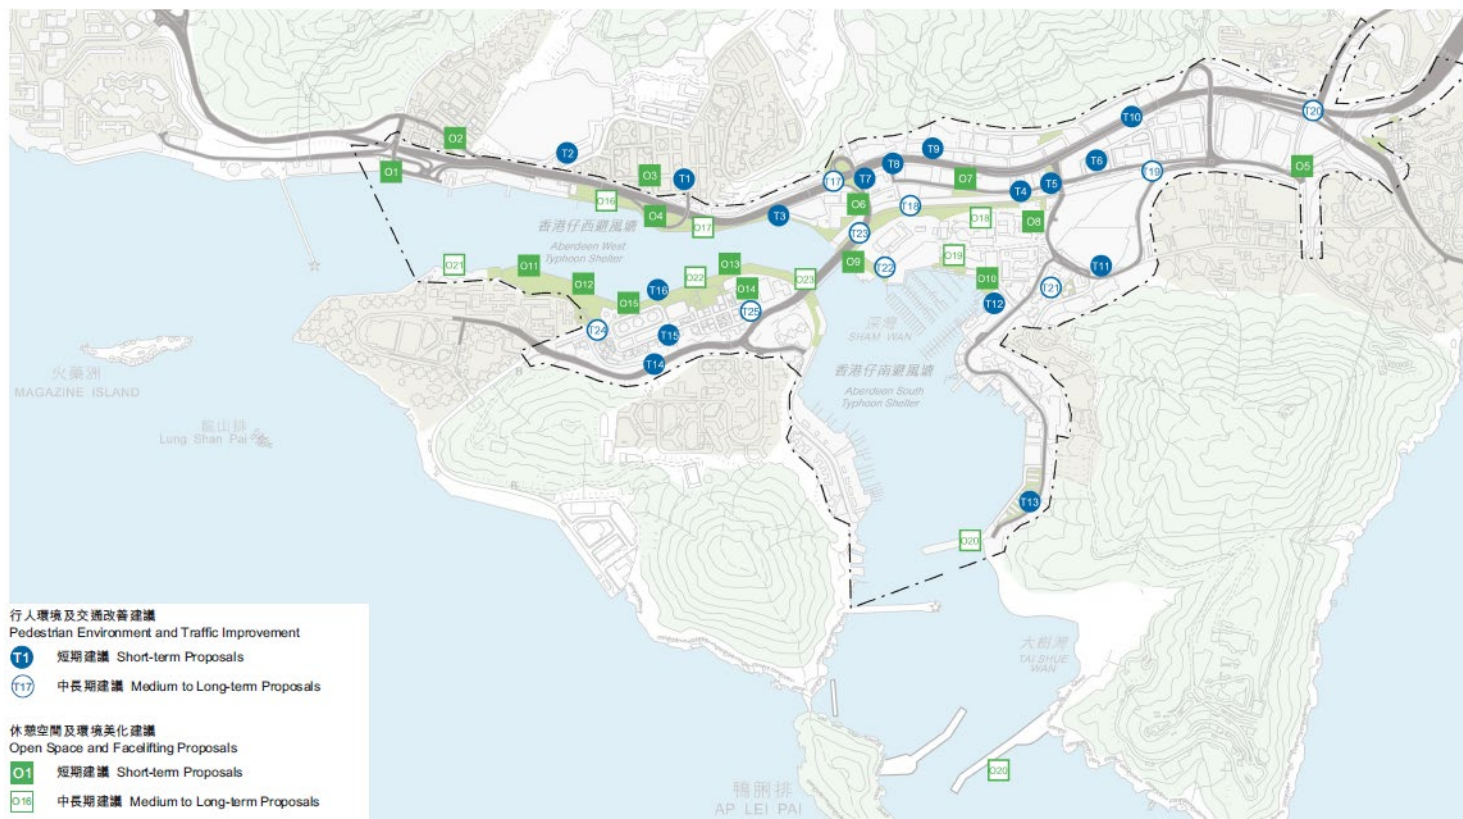 O2
T2
O1
O3
T1
O16
O4
O17
T3
T10
T9
T8
T7
T17
O6
T18
T23
O7
T4
T5
T6
T19
T20
O5
O18
O8
O19
O9
T22
O10
T12
T21
T11
香港仔西避風塘
Aberdeen West
Typhoon Shelter
O21
O11
O12
O15
T16
O22
O13
O14
O23
T24
T15
T25
T14
深灣
SHAM WAN
香港仔南避風塘
Aberdeen South
Typhoon Shelter
火藥洲
MAGAZINE ISLAND
Lung Shan Pai
T13
O20
大樹灣
TAI SHUE
WAN
O20
鴨脷排
AP LEI PAI
行人環境及交通改善建議
Pedestrian Environment and Traffic Improvement
T1 短期建議 Short-term Proposals
T17 中長期建議 Medium to Long-term Proposals
休憩空間及環境美化建議
Open Space and Facelifting Proposals
O1 短期建議 Short-term Proposals
O16 中長期建議 Medium to Long-term Proposals